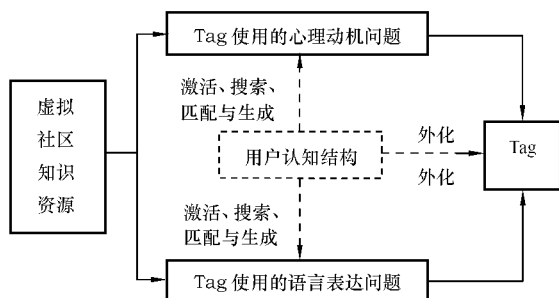 Tag 使用的心理动机问题
激活、搜索、
匹配与生成
虚拟
社区
知识
资源
用户认知结构
外化
外化
Tag
激活、搜索、
匹配与生成
Tag 使用的语言表达问题